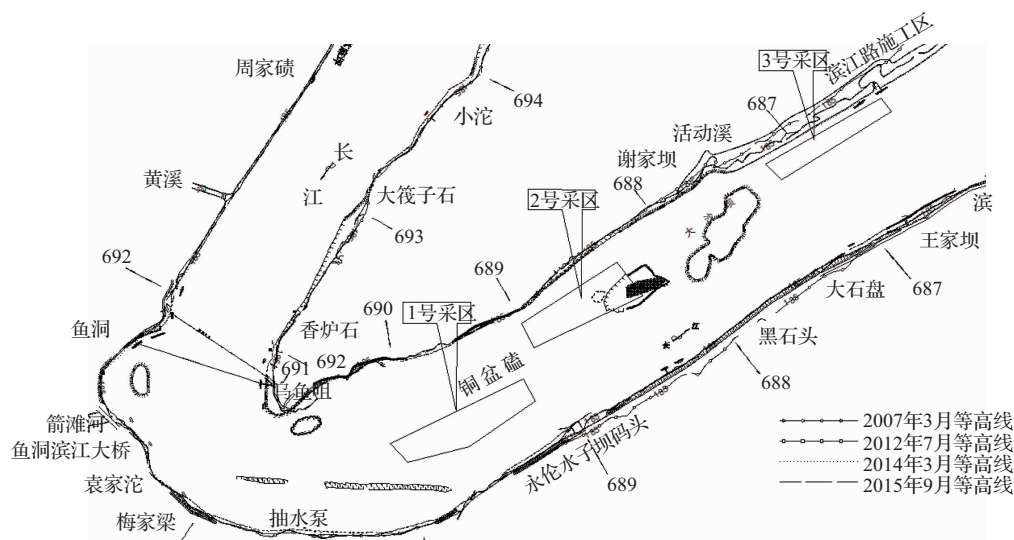 滨江路施工区
3号采区
周家碛
694
687
小沱
活动溪
长
江
谢家坝
黄溪
688
大筏子石
2号采区
滨
693
王家坝
692
689
687
大石盘
690
1号采区
鱼洞
香炉石
黑石头
691
692
铜盆磕
688
乌鱼咀
箭滩河
鱼洞滨江大桥
永伦水子坝码头
2007年3月等高线
2012年7月等高线
2014年3月等高线
2015年9月等高线
袁家沱
689
梅家梁
抽水泵